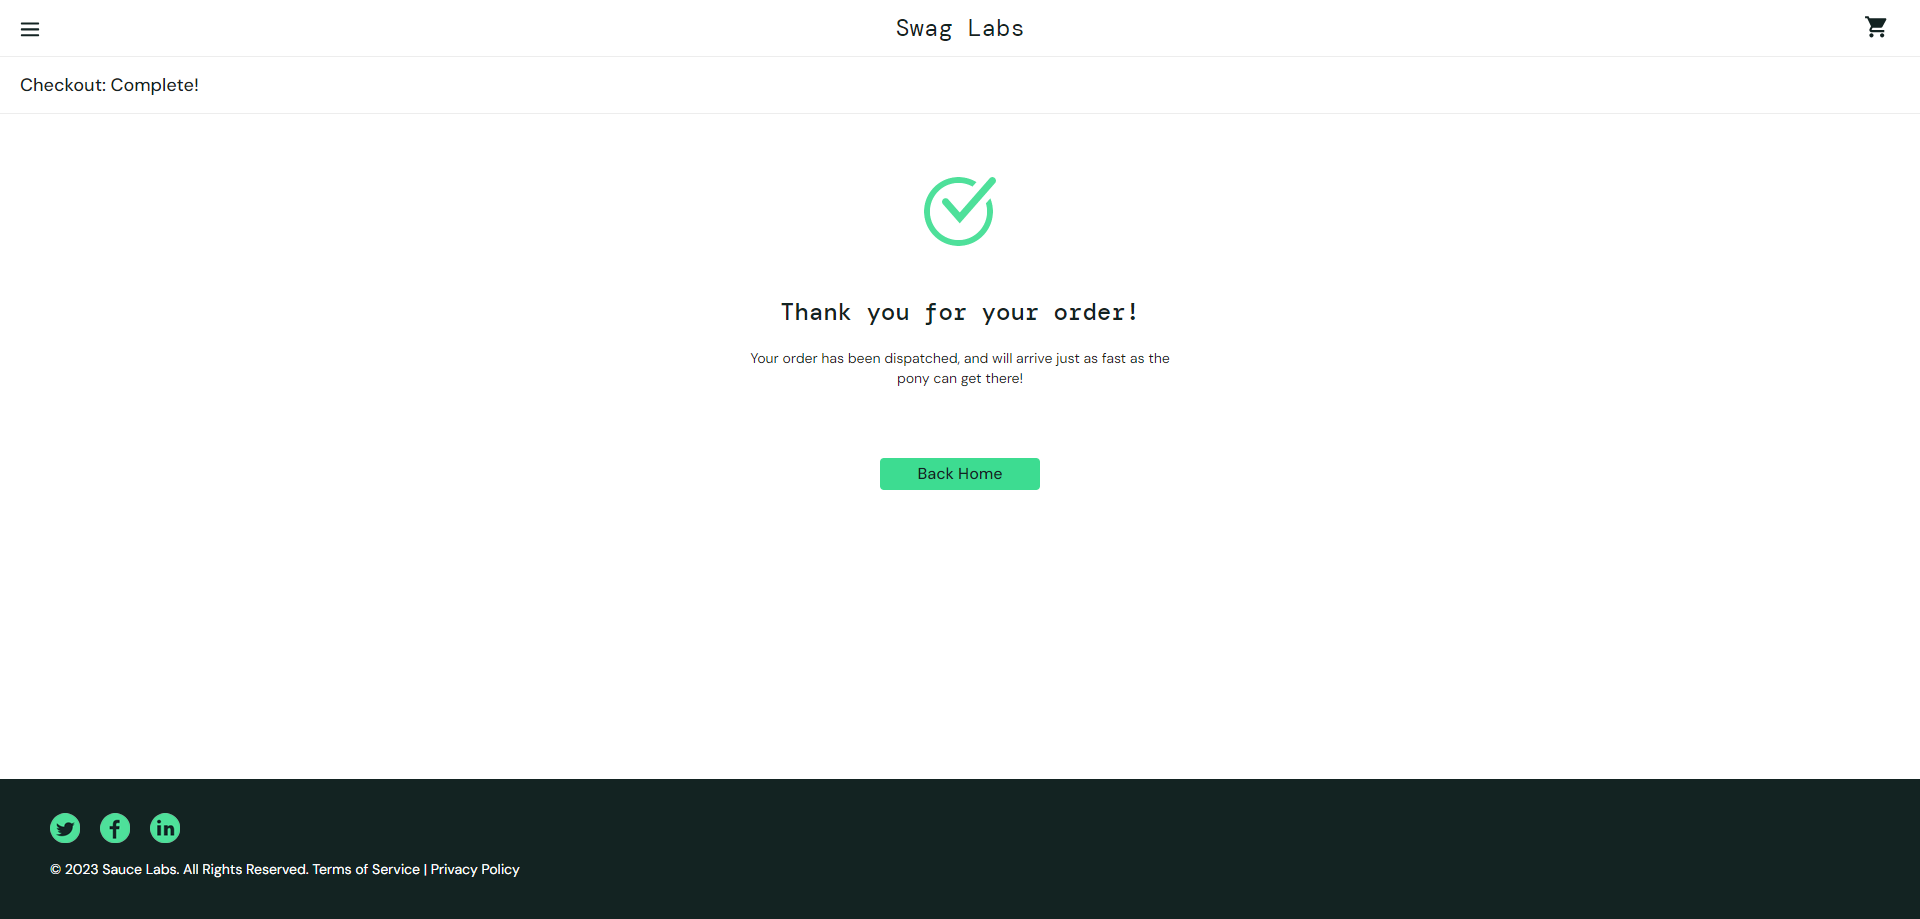 Swag Labs
Checkout: Complete!
Thank you for your order!
Your order has been dispatched, and will arrive just as fast as the
pony can get there!
Back Home
© 2023 Sauce Labs. All Rights Reserved. Terms of Service | Privacy Policy